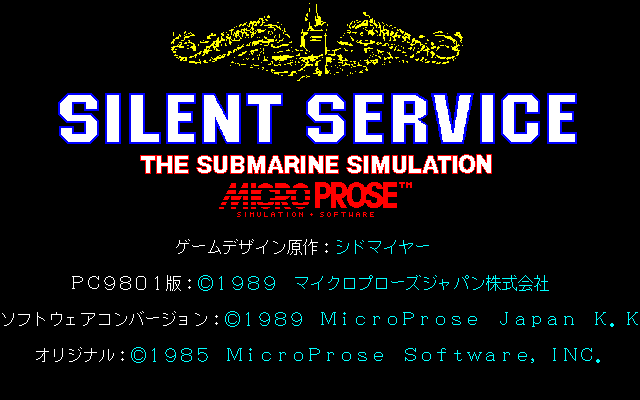 SILENT SERVICE
THE SUBMARINE SIMULATION
MICRO PROSE™
SIMULATION • SOFTWARE
ゲームデザイン原作：シドマイヤー
PC9801版：©1989 マイクロプローズジャパン株式会社
ソフトウェアコンバージョン：©1989 MicroProse Japan K.K
オリジナル：©1985 MicroProse Software, INC.